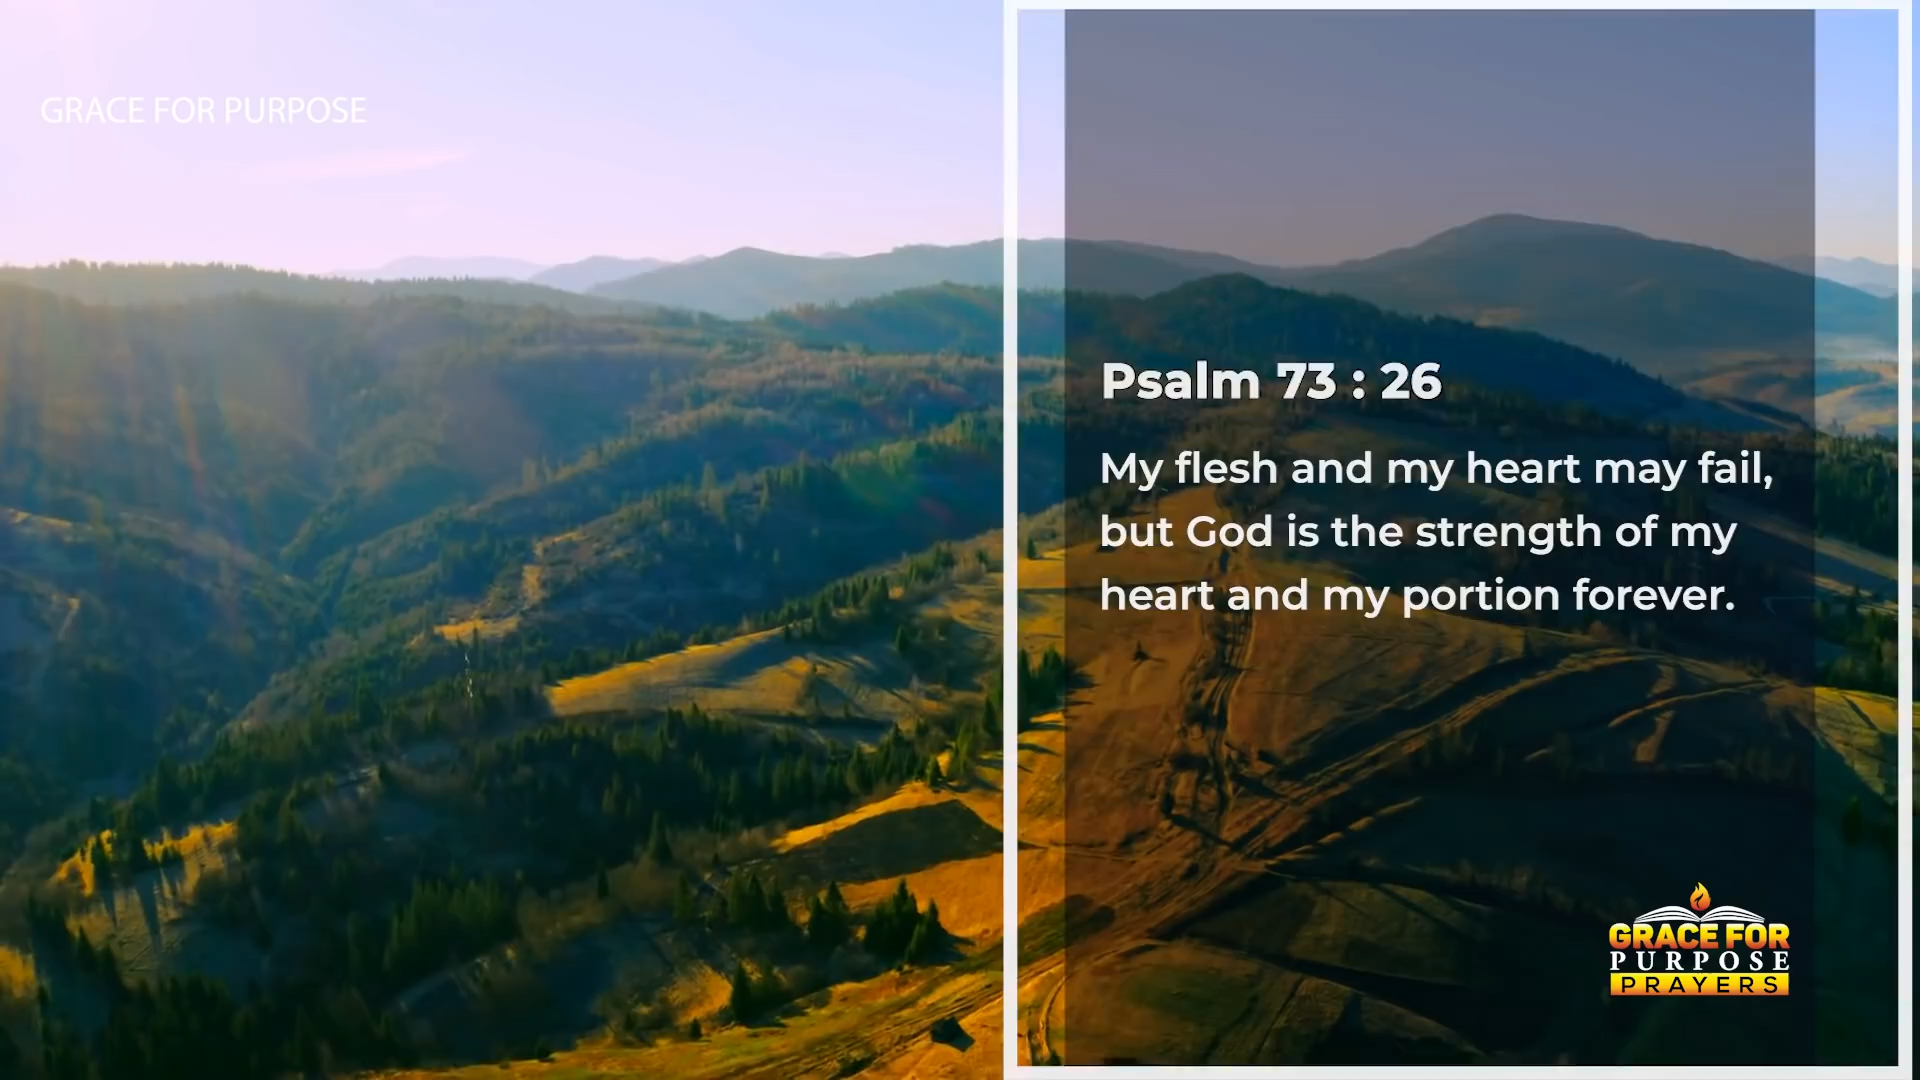 GRACE FOR PURPOSE
Psalm 73 : 26
My flesh and my heart may fail,
but God is the strength of my
heart and my portion forever.
GRACE FOR
PURPOSE
PRAYERS